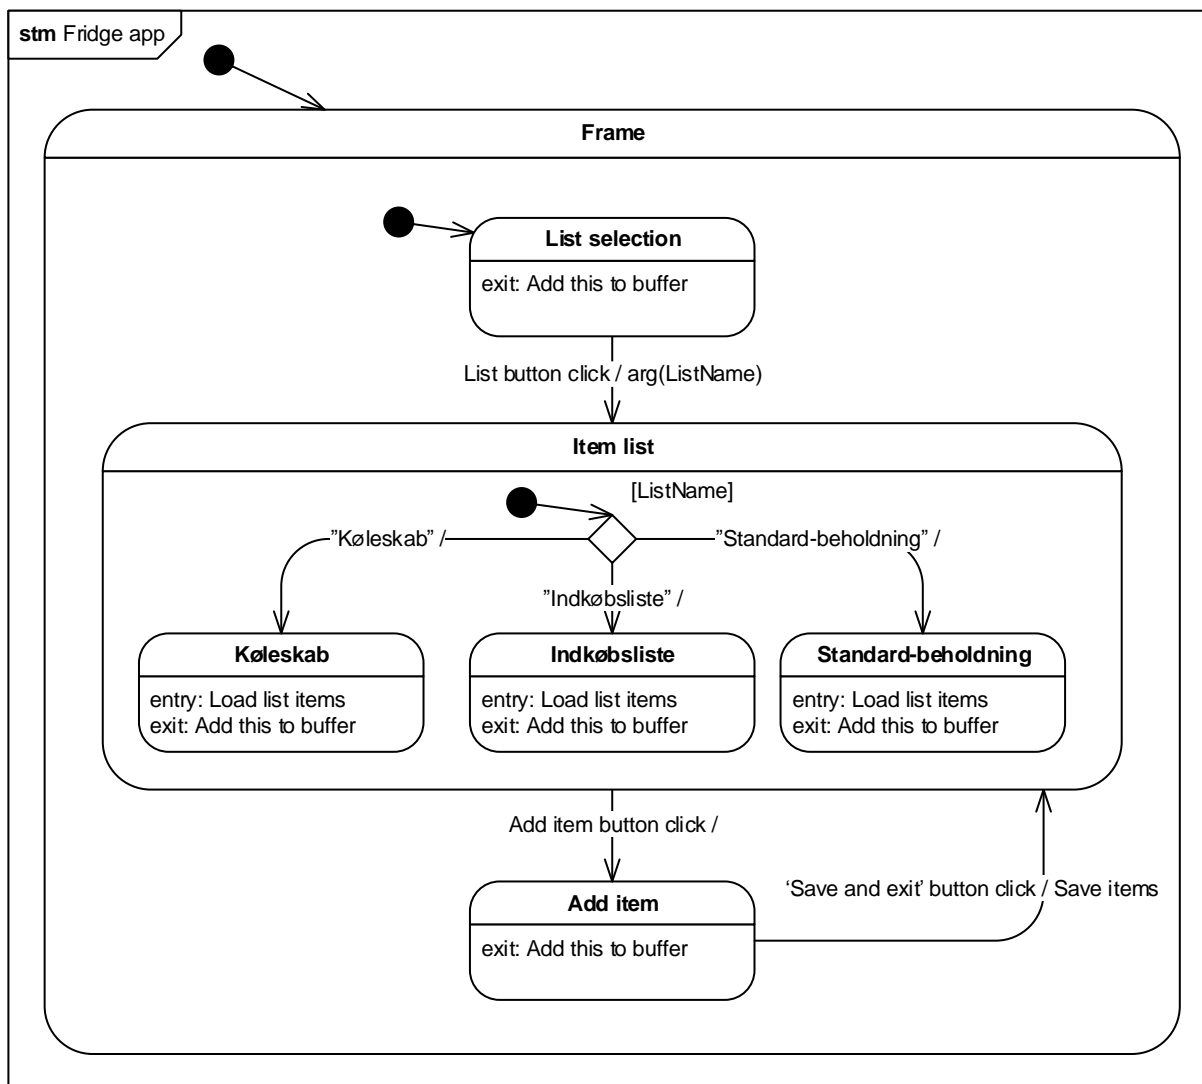 stm Fridge app
Frame
List selection
exit: Add this to buffer
List button click / arg(ListName)
Item list
[ListName]
”Køleskab” /
”Standard-beholdning” /
”Indkøbsliste” /
Køleskab
entry: Load list items
exit: Add this to buffer
Indkøbsliste
entry: Load list items
exit: Add this to buffer
Standard-beholdning
entry: Load list items
exit: Add this to buffer
Add item button click /
‘Save and exit’ button click / Save items
Add item
exit: Add this to buffer